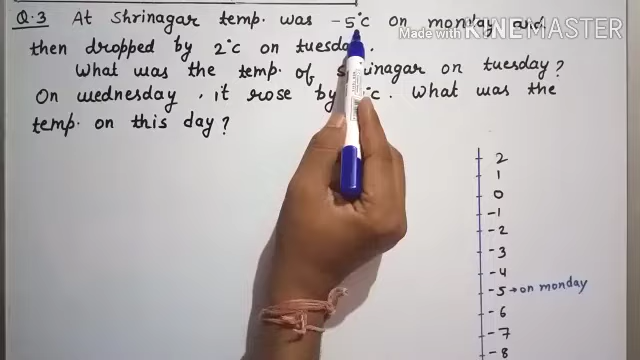 Q.3 At Shrinagar temp. was -5°C on monday and
then dropped by 2°C on tuesday.
What was the temp. of Shrinagar on tuesday?
On wednesday, it rose by °C. What was the
temp. on this day?
Made with KINEMASTER
2
1
0
-1
-2
-3
-4
-5 → on monday
-6
-7
-8